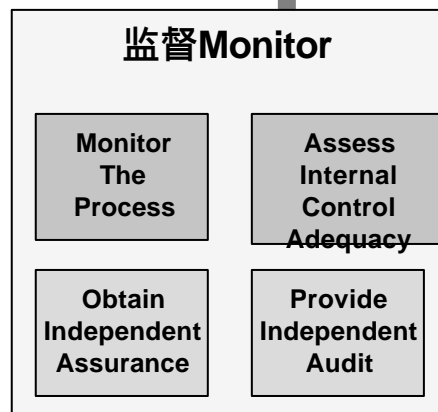 监督Monitor
Monitor
The
Process
Assess
Internal
Control
Adequacy
Obtain
Independent
Assurance
Provide
Independent
Audit